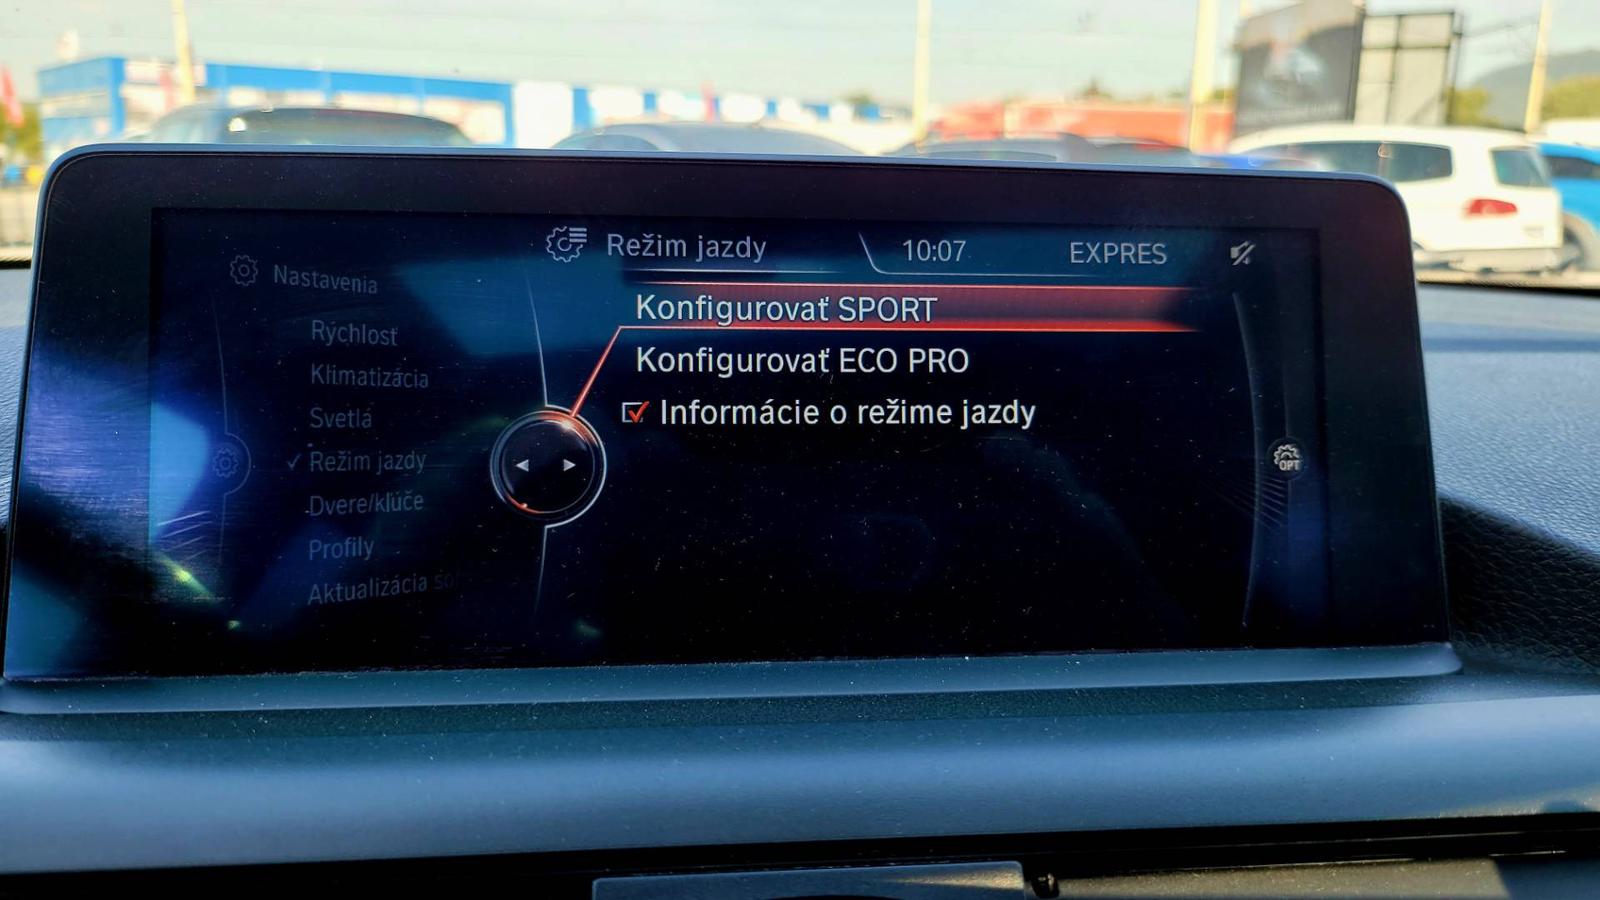 Režim jazdy
10:07
EXPRES
Nastavenia
Rýchlosť
Klimatizácia
Svetlá
✓ Režim jazdy
Dvere/kľúče
Profily
Aktualizácia
Konfigurovať SPORT
Konfigurovať ECO PRO
Informácie o režime jazdy
OPT